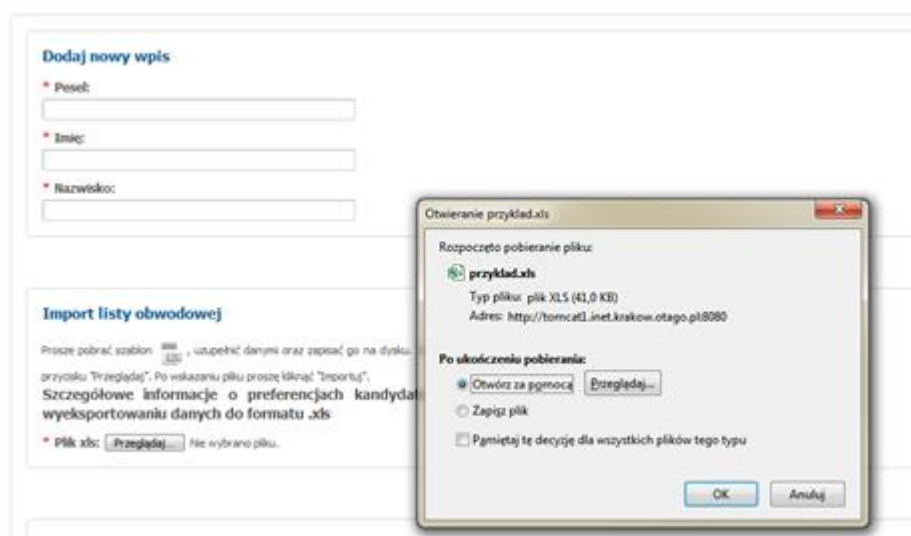 Dodaj nowy wpis
* Pesel:
* Imię:
* Nazwisko:
Import listy obwodowej
Prosze pobrać szablon , uzupełnić danymi oraz zapisać go na dysku.
przycisku "Przeglądaj". Po wskazaniu pliku proszę kliknąć "Importuj".
Szczegółowe informacje o preferencjach kandydat
wyeksportowaniu danych do formatu .xls
* Plik xls: Przeglądaj... Nie wybrano pliku.
Otwieranie przyklad.xls
Rozpoczęto pobieranie pliku:
przyklad.xls
Typ pliku: plik XLS (41,0 KB)
Adres: http://tomcat1.inet.krakow.otago.pl:8080
Po ukończeniu pobierania:
Otwórz za pomocą Przeglądaj...
Zapisz plik
Pamiętaj tę decyzję dla wszystkich plików tego typu
OK Anuluj